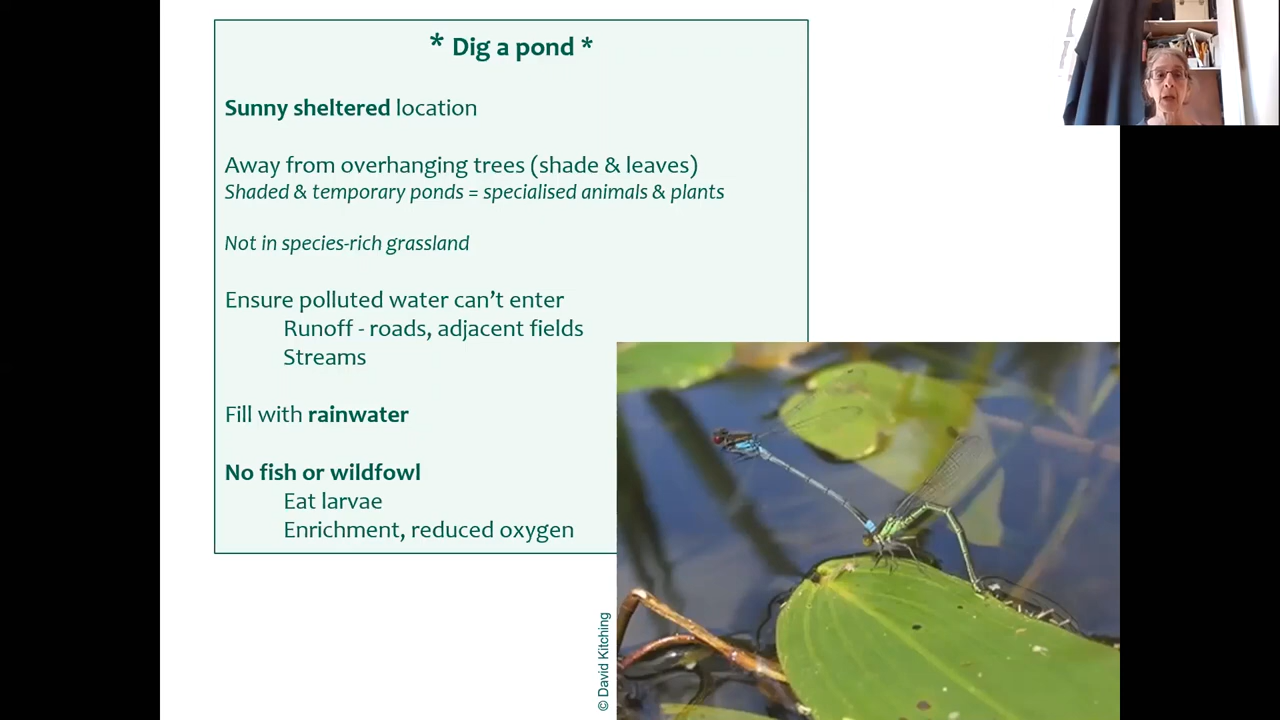 * Dig a pond *
Sunny sheltered location
Away from overhanging trees (shade & leaves)
Shaded & temporary ponds = specialised animals & plants
Not in species-rich grassland
Ensure polluted water can’t enter
Runoff - roads, adjacent fields
Streams
Fill with rainwater
No fish or wildfowl
Eat larvae
Enrichment, reduced oxygen
© David Kitching